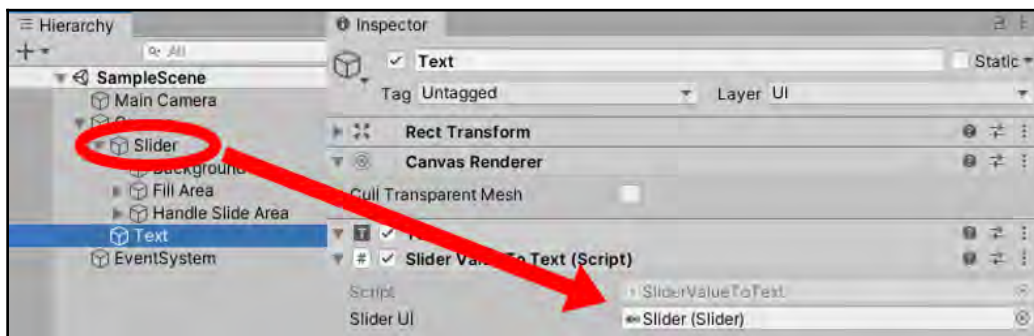 Hierarchy
All
SampleScene
Main Camera
Slider
Background
Fill Area
Handle Slide Area
Text
EventSystem
Inspector
Text
Static
Tag Untagged
Layer UI
Rect Transform
Canvas Renderer
Cull Transparent Mesh
Slider Value To Text (Script)
Script
SliderValueToText
Slider UI
Slider (Slider)